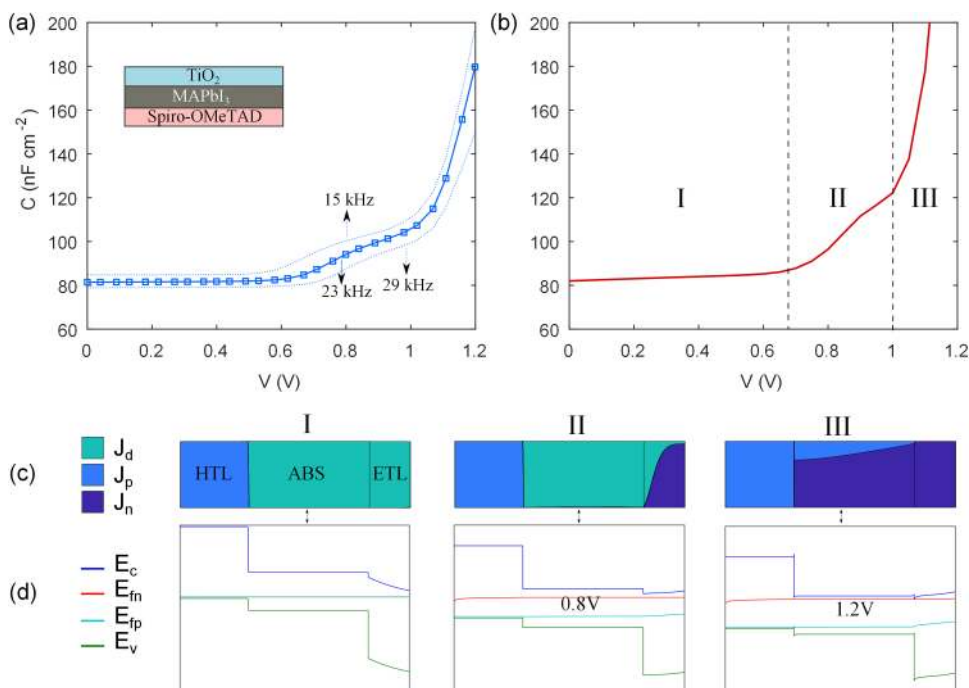 (a)
200
180
160
140
120
100
80
60
C (nF cm⁻²)
TiO₂
MAPbI₃
Spiro-OMeTAD
15 kHz
23 kHz
29 kHz
0 0.2 0.4 0.6 0.8 1 1.2
V (V)
(b)
200
180
160
140
120
100
80
60
I II III
0 0.2 0.4 0.6 0.8 1 1.2
V (V)
(c)
J_d
J_p
J_n
I II III
HTL ABS ETL
(d)
E_c
E_fn
E_fp
E_v
0.8V
1.2V